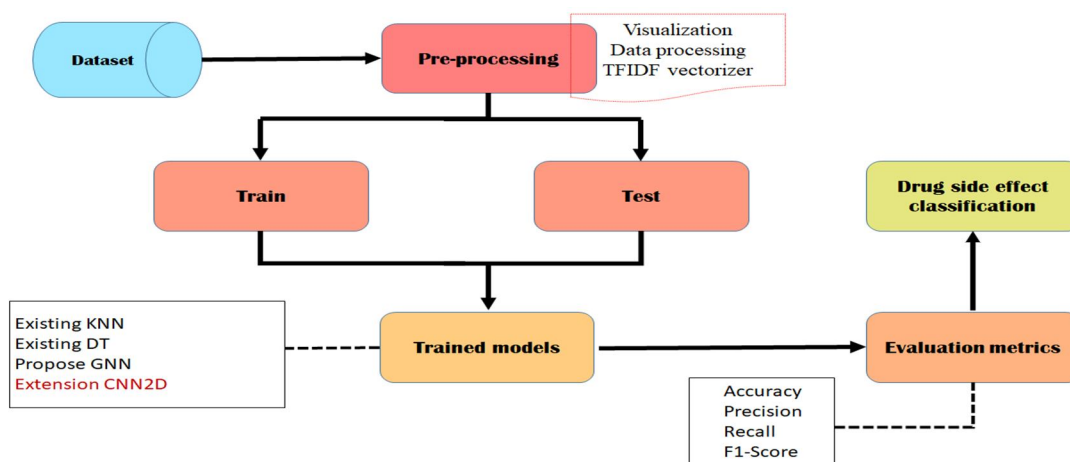 Dataset
Pre-processing
Visualization
Data processing
TFIDF vectorizer
Train
Test
Drug side effect
classification
Existing KNN
Existing DT
Propose GNN
Extension CNN2D
Trained models
Evaluation metrics
Accuracy
Precision
Recall
F1-Score